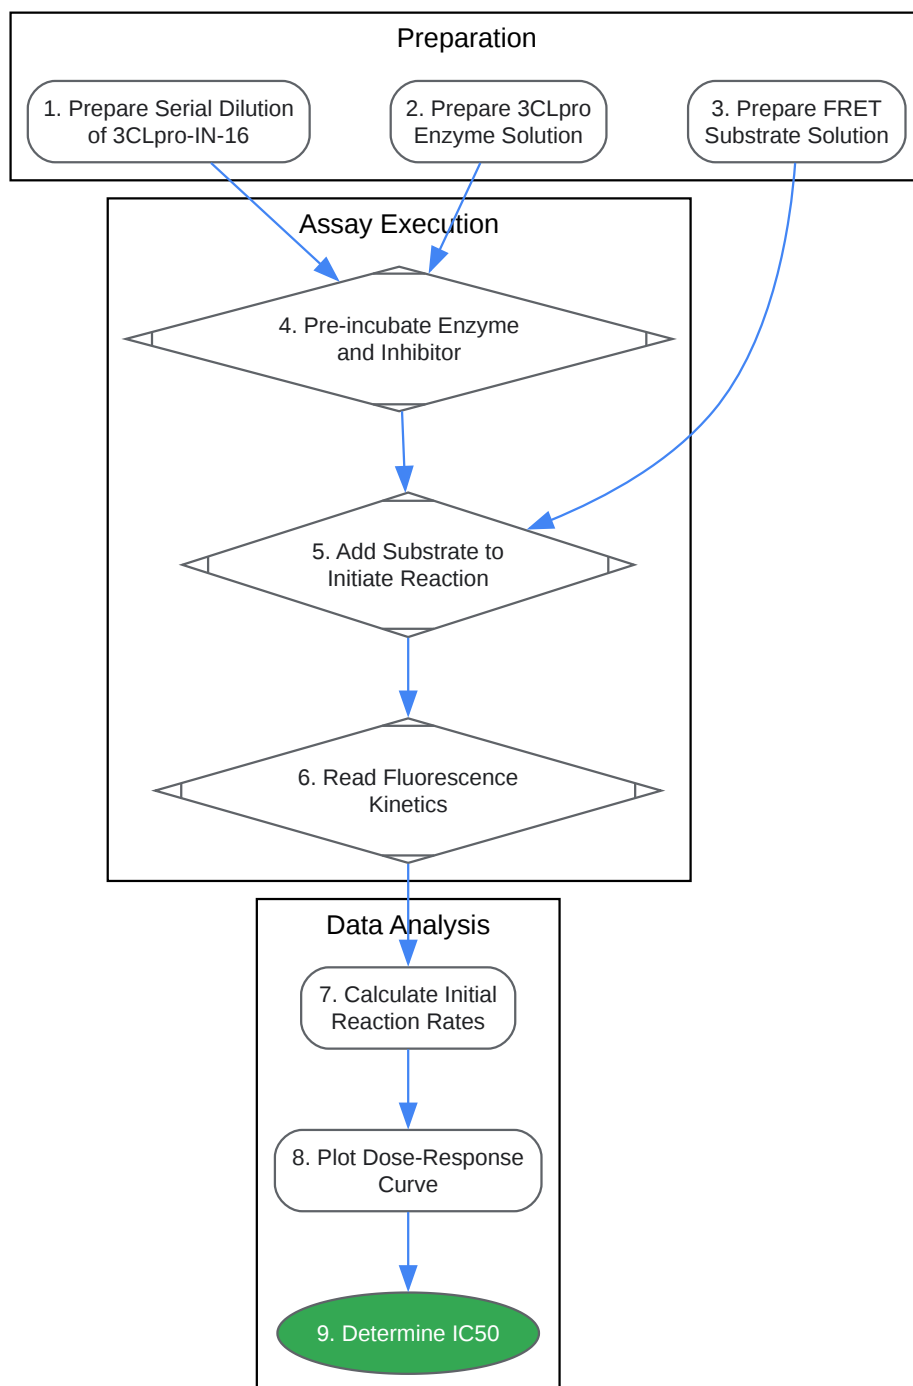 Preparation
1. Prepare Serial Dilution
of 3CLpro-IN-16
2. Prepare 3CLpro
Enzyme Solution
3. Prepare FRET
Substrate Solution
Assay Execution
4. Pre-incubate Enzyme
and Inhibitor
5. Add Substrate to
Initiate Reaction
6. Read Fluorescence
Kinetics
Data Analysis
7. Calculate Initial
Reaction Rates
8. Plot Dose-Response
Curve
9. Determine IC50